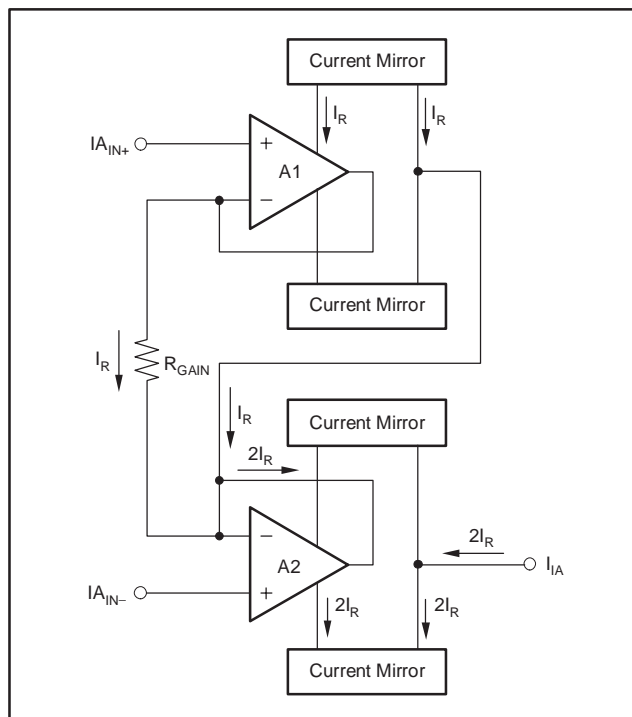 Current Mirror
I_R
I_R
IA_IN+
+
A1
−
Current Mirror
I_R
R_GAIN
I_R
Current Mirror
2I_R
2I_R
−
A2
I_IA
IA_IN−
+
2I_R
2I_R
Current Mirror